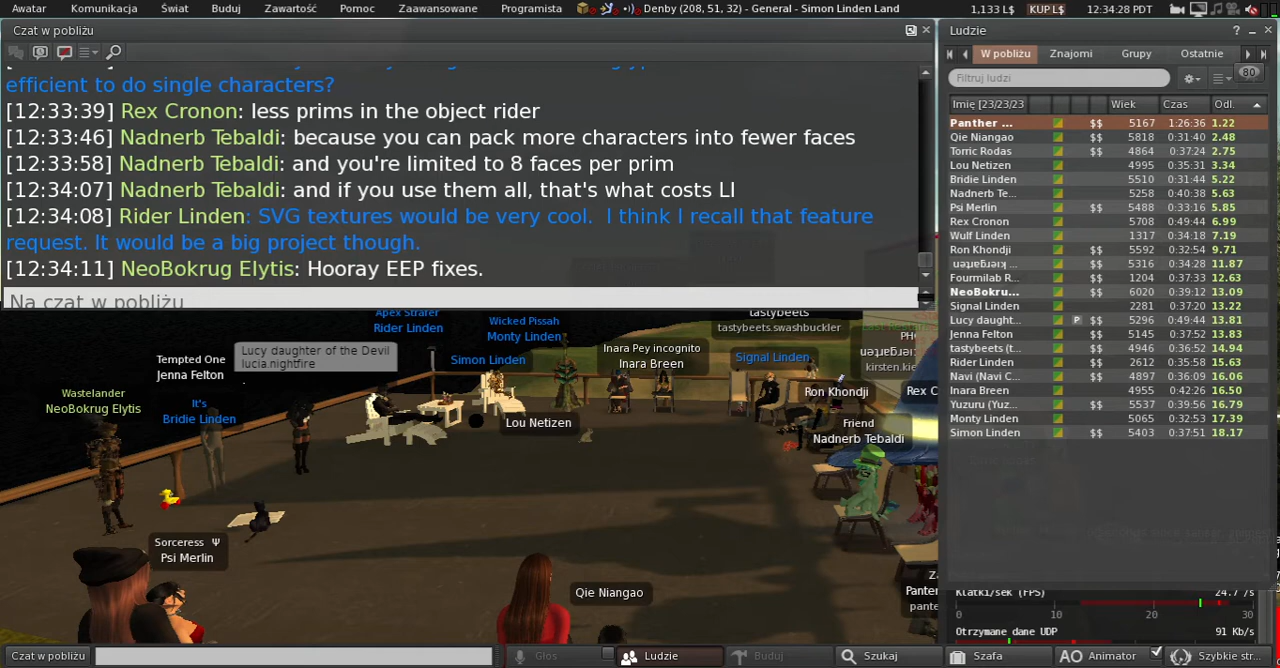 Awatar Komunikacja Świat Buduj Zawartość Pomoc Zaawansowane Programista Denby (208, 51, 32) - General - Simon Linden Land 1,133 L$ KUP L$ 12:34:28 PDT
Czat w pobliżu
efficient to do single characters?
[12:33:39] Rex Cronon: less prims in the object rider
[12:33:46] Nadnerb Tebaldi: because you can pack more characters into fewer faces
[12:33:58] Nadnerb Tebaldi: and you're limited to 8 faces per prim
[12:34:07] Nadnerb Tebaldi: and if you use them all, that's what costs LI
[12:34:08] Rider Linden: SVG textures would be very cool. I think I recall that feature
request. It would be a big project though.
[12:34:11] NeoBokrug Elytis: Hooray EEP fixes.
Na czat w pobliżu
Ludzie
W pobliżu Znajomi Grupy Ostatnie
80
Filtruj ludzi
Imię [23/23/23 Wiek Czas Odl.
Panther ... $$ 5167 1:26:36 1.22
Qie Niangao $$ 5818 0:31:40 2.48
Torric Rodas $$ 4864 0:37:24 2.75
Lou Netizen 4995 0:35:31 3.34
Bridie Linden 5510 0:31:44 5.22
Nadnerb Te... 5258 0:40:38 5.63
Psi Merlin $$ 5488 0:33:16 5.85
Rex Cronon 5708 0:49:44 6.99
Wulf Linden 1317 0:34:18 7.19
Ron Khondji $$ 5592 0:32:54 9.71
$$ 5316 0:34:28 11.87
Fourmilab R... $$ 1204 0:37:33 12.63
NeoBokru... $$ 6020 0:39:12 13.09
Signal Linden 2281 0:37:20 13.22
Lucy daught... P $$ 5296 0:49:44 13.81
Jenna Felton $$ 5145 0:37:52 13.83
tastybeets (t... $$ 4946 0:36:52 14.94
Rider Linden $$ 2612 0:35:58 15.63
Navi (Navi C... $$ 4897 0:36:09 16.06
Inara Breen 4955 0:42:26 16.50
Yuzuru (Yuz... $$ 5537 0:39:56 16.79
Monty Linden 5065 0:32:53 17.39
Simon Linden $$ 5403 0:37:51 18.17
Apex Strafer
Rider Linden
Wicked Pissah
Monty Linden
tastybeets
tastybeets.swashbuckler
Tempted One
Jenna Felton
Lucy daughter of the Devil
lucia.nightfire
Simon Linden
Inara Pey incognito
Inara Breen
Signal Linden
kirsten.kie
Wastelander
NeoBokrug Elytis
It's
Bridie Linden
Lou Netizen
Ron Khondji
Rex C
Friend
Nadnerb Tebaldi
Sorceress Ψ
Psi Merlin
Qie Niangao
Za
Panter
pante
Klatki/sek (FPS) 24.7 /s
0 10 20 30
Otrzymane dane UDP 91 Kb/s
Czat w pobliżu Głos Ludzie Buduj Szukaj Szafa AO Animator Szybkie str...